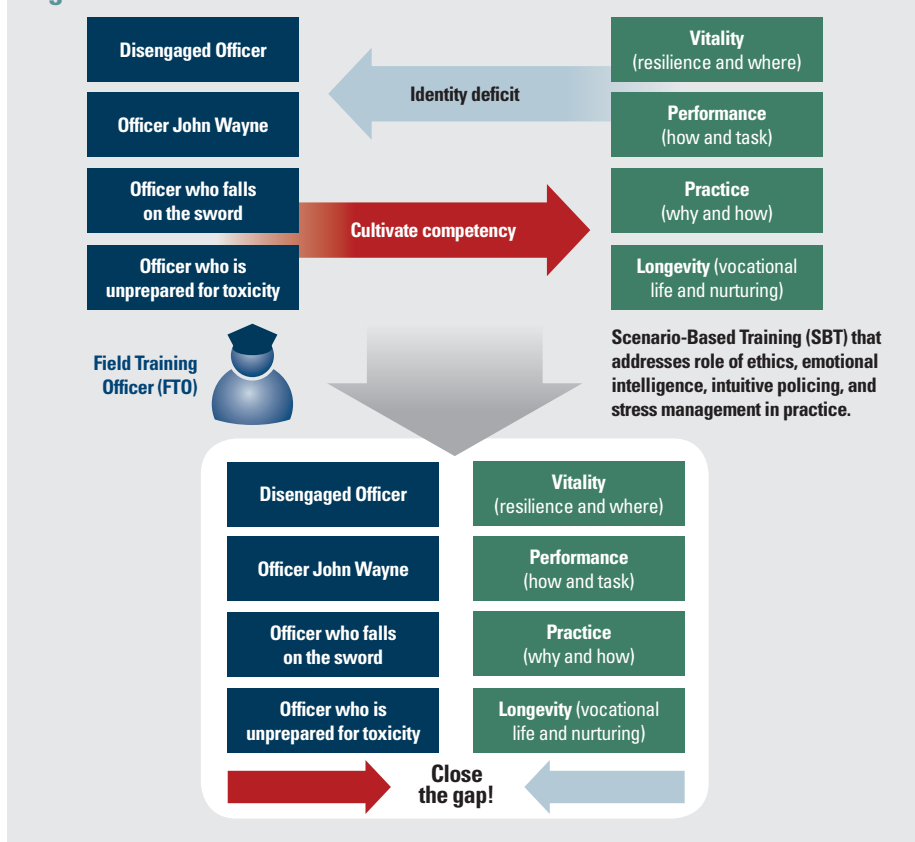 Disengaged Officer
Officer John Wayne
Officer who falls
on the sword
Officer who is
unprepared for toxicity
Identity deficit
Cultivate competency
Vitality
(resilience and where)
Performance
(how and task)
Practice
(why and how)
Longevity (vocational
life and nurturing)
Field Training
Officer (FTO)
Scenario-Based Training (SBT) that
addresses role of ethics, emotional
intelligence, intuitive policing, and
stress management in practice.
Disengaged Officer
Officer John Wayne
Officer who falls
on the sword
Officer who is
unprepared for toxicity
Vitality
(resilience and where)
Performance
(how and task)
Practice
(why and how)
Longevity (vocational
life and nurturing)
Close
the gap!